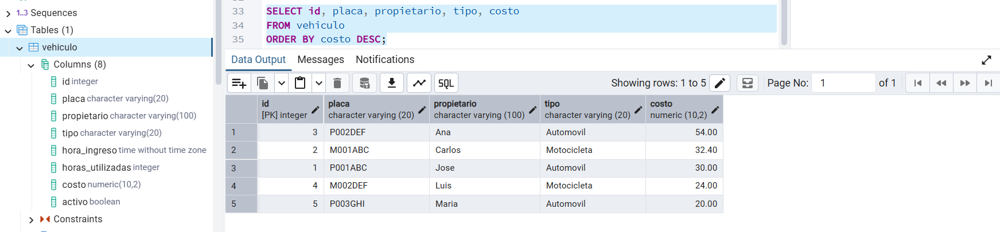 1..3 Sequences
Tables (1)
vehiculo
Columns (8)
id integer
placa character varying(20)
propietario character varying(100)
tipo character varying(20)
hora_ingreso time without time zone
horas_utilizadas integer
costo numeric(10,2)
activo boolean
Constraints
33 SELECT id, placa, propietario, tipo, costo
34 FROM vehiculo
35 ORDER BY costo DESC;
Data Output Messages Notifications
SQL Showing rows: 1 to 5 Page No: 1 of 1
id placa propietario tipo costo
[PK] integer character varying (20) character varying (100) character varying (20) numeric (10,2)
1 3 P002DEF Ana Automovil 54.00
2 2 M001ABC Carlos Motocicleta 32.40
3 1 P001ABC Jose Automovil 30.00
4 4 M002DEF Luis Motocicleta 24.00
5 5 P003GHI Maria Automovil 20.00